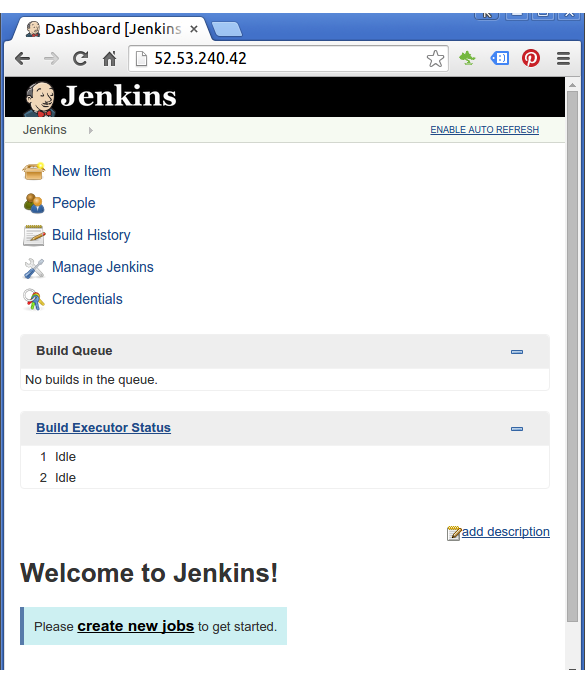 Dashboard [Jenkins
52.53.240.42
Jenkins
Jenkins
ENABLE AUTO REFRESH
New Item
People
Build History
Manage Jenkins
Credentials
Build Queue
No builds in the queue.
Build Executor Status
1 Idle
2 Idle
add description
Welcome to Jenkins!
Please create new jobs to get started.